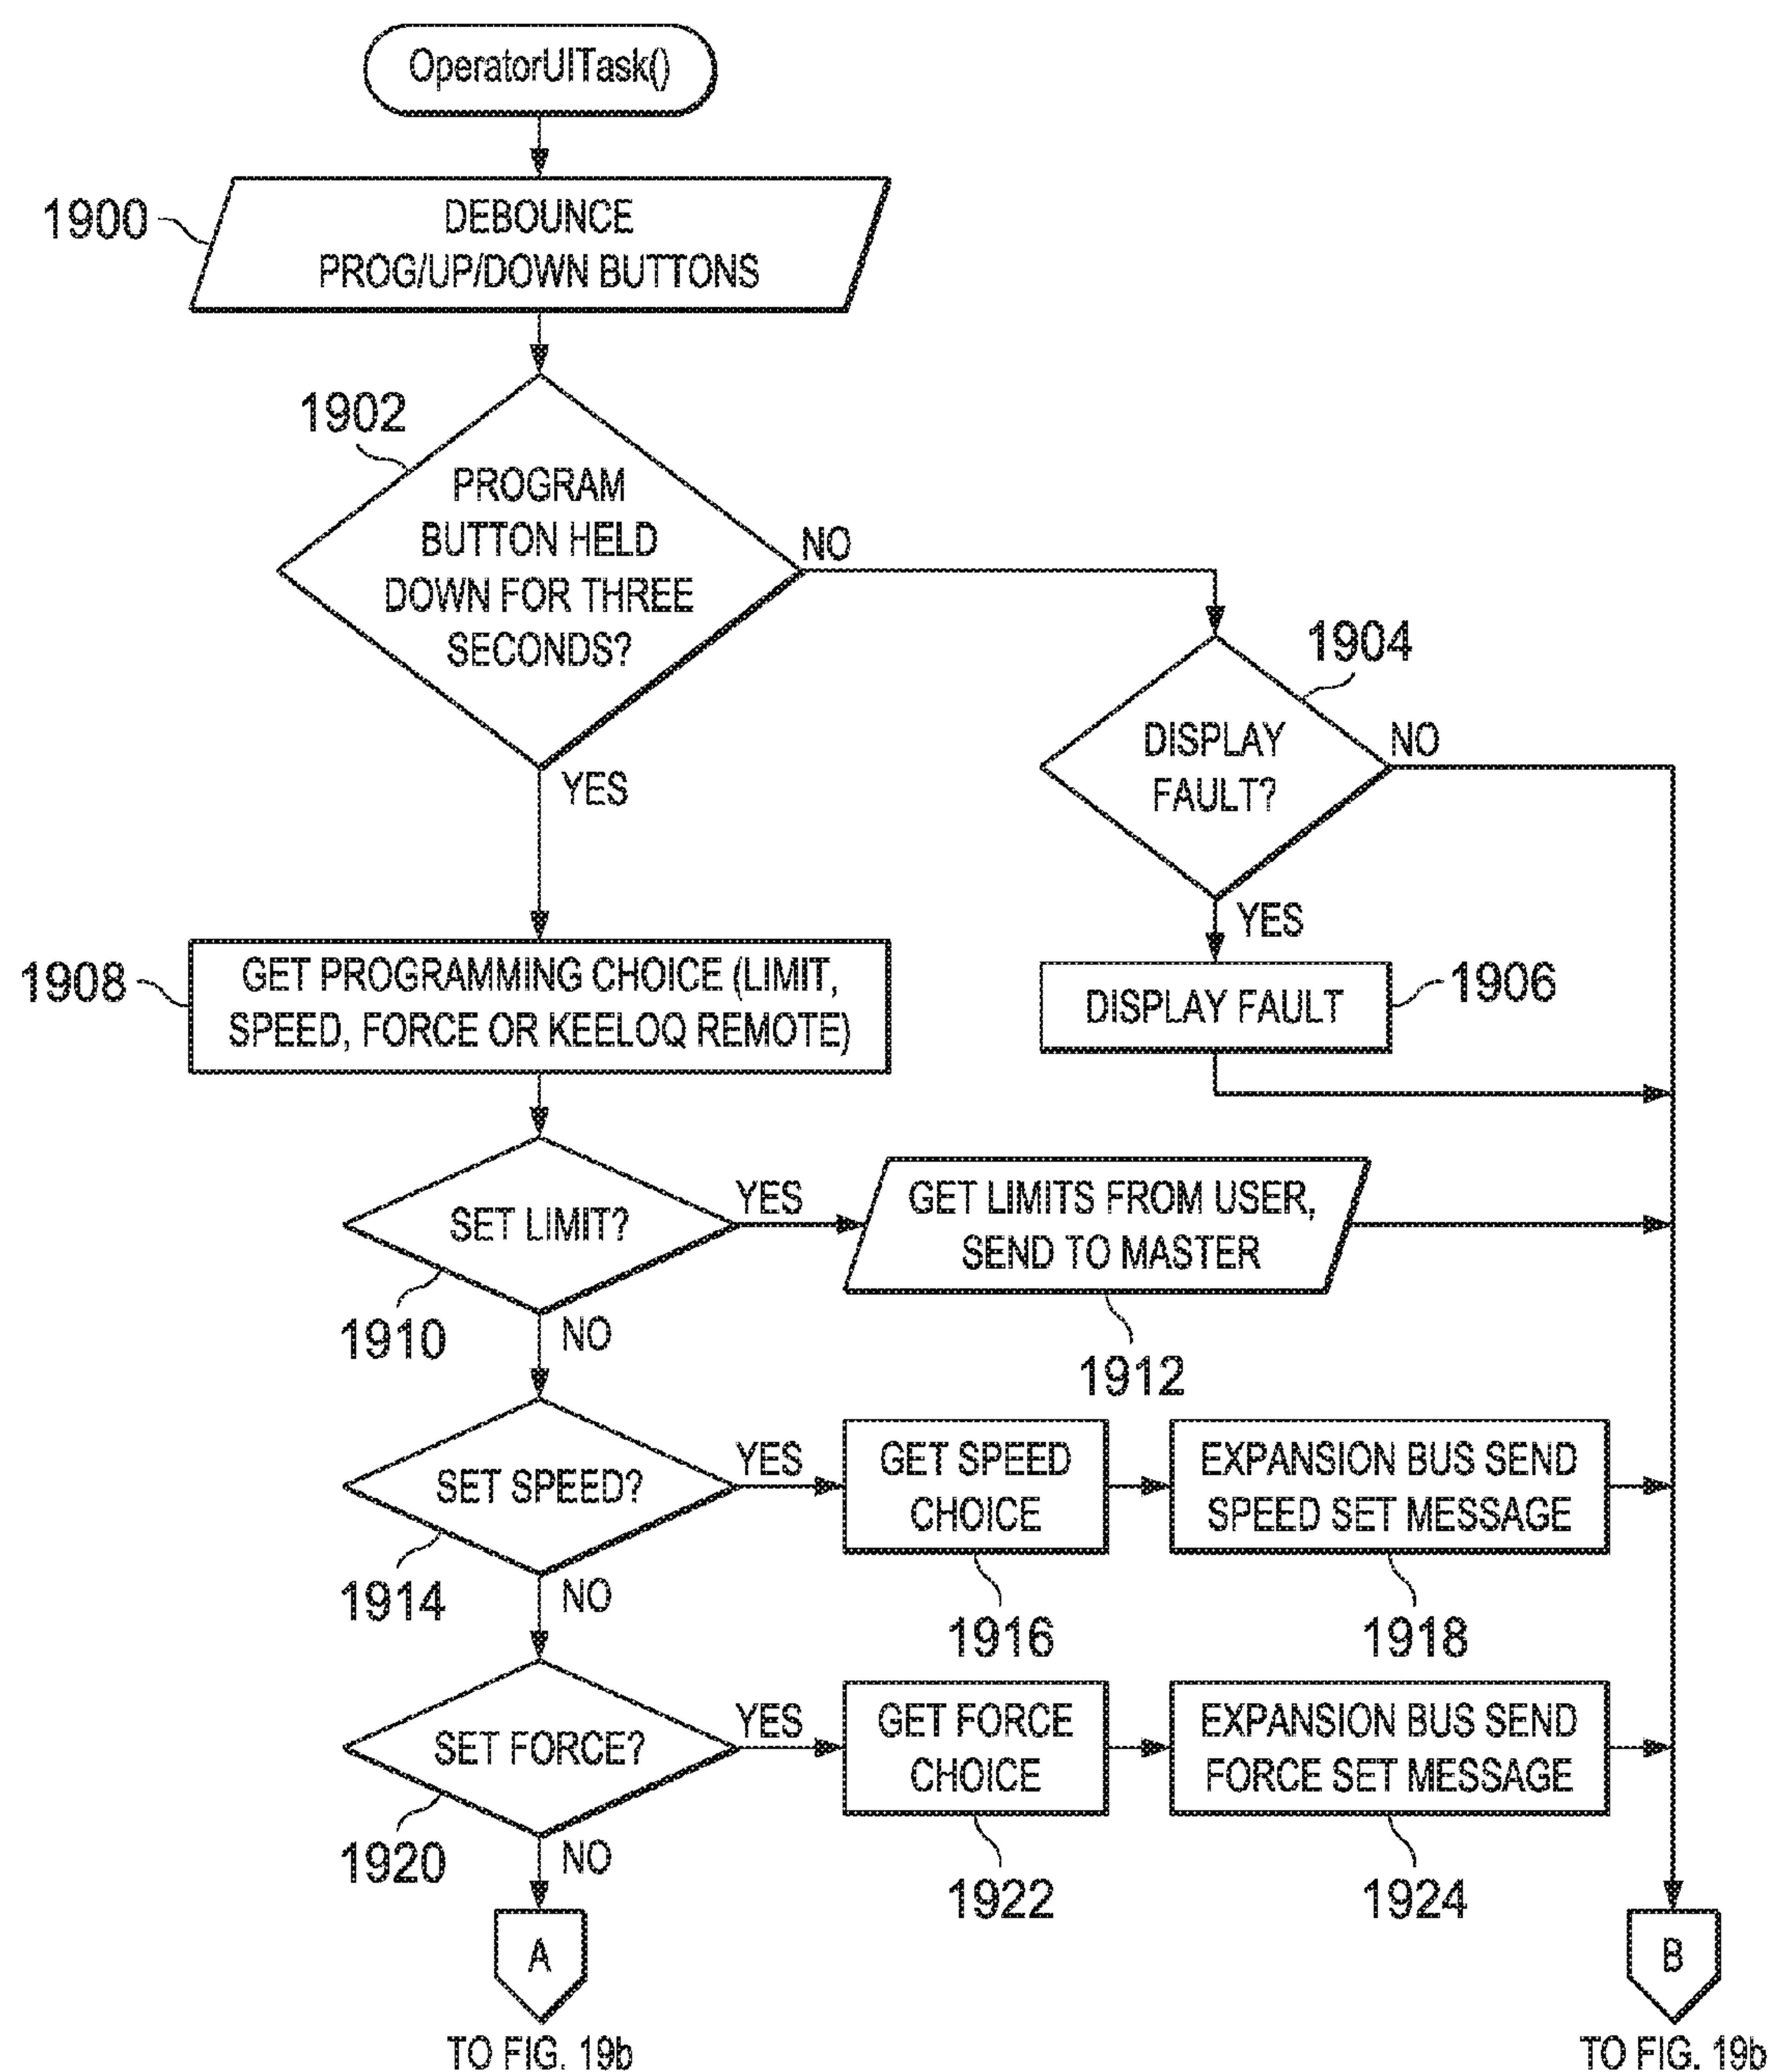 OperatorUITask()
1900
DEBOUNCE
PROG/UP/DOWN BUTTONS
1902
PROGRAM
BUTTON HELD
DOWN FOR THREE
SECONDS?
NO
YES
1904
DISPLAY
FAULT?
NO
YES
DISPLAY FAULT
1906
1908
GET PROGRAMMING CHOICE (LIMIT,
SPEED, FORCE OR KEELOQ REMOTE)
SET LIMIT?
YES
1910
NO
GET LIMITS FROM USER,
SEND TO MASTER
1912
SET SPEED?
YES
1914
NO
GET SPEED
CHOICE
1916
EXPANSION BUS SEND
SPEED SET MESSAGE
1918
SET FORCE?
YES
1920
NO
GET FORCE
CHOICE
1922
EXPANSION BUS SEND
FORCE SET MESSAGE
1924
A
TO FIG. 19b
B
TO FIG. 19b